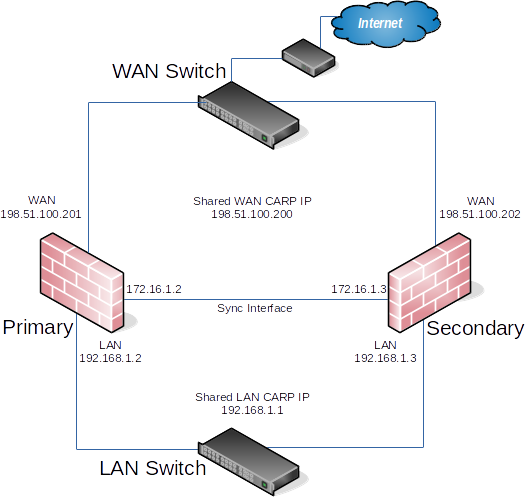 Internet
WAN Switch
WAN
198.51.100.201
Shared WAN CARP IP
198.51.100.200
WAN
198.51.100.202
172.16.1.2
172.16.1.3
Sync Interface
Primary
Secondary
LAN
192.168.1.2
LAN
192.168.1.3
Shared LAN CARP IP
192.168.1.1
LAN Switch